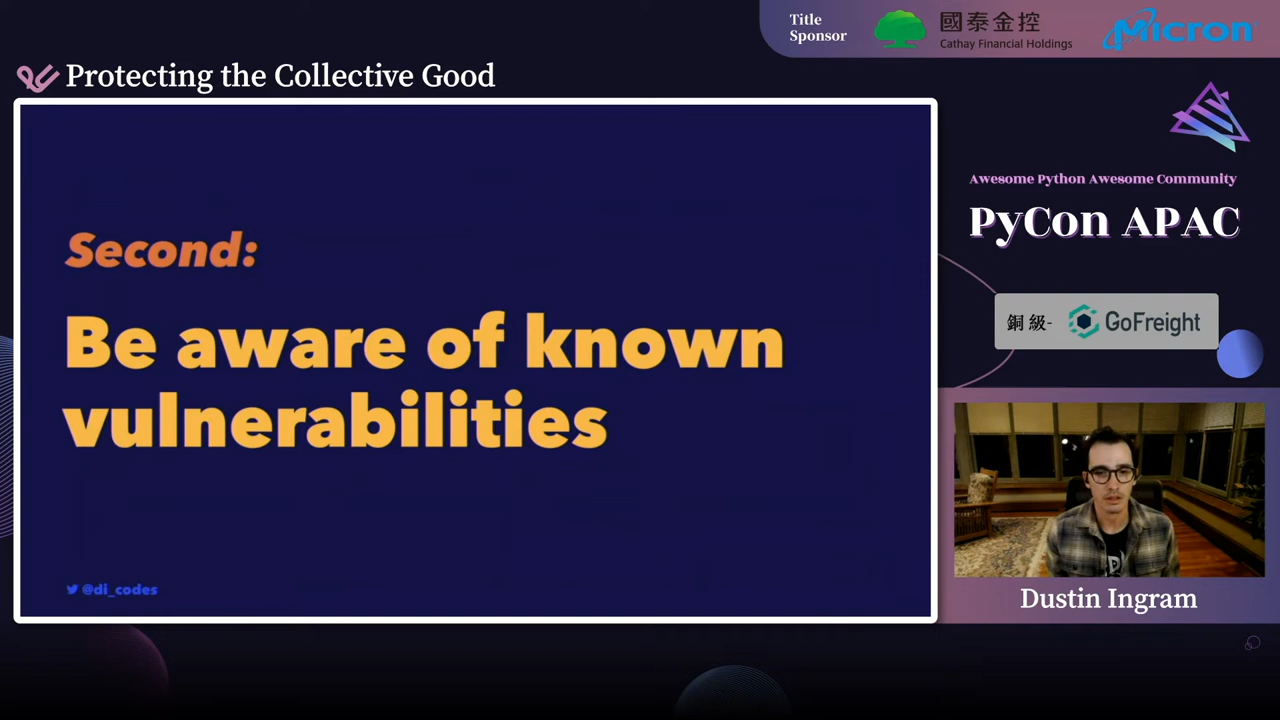 Title
Sponsor
國泰金控
Cathay Financial Holdings
Micron
Protecting the Collective Good
Second:
Be aware of known
vulnerabilities
@di_codes
Awesome Python Awesome Community
PyCon APAC
銅級- GoFreight
Dustin Ingram